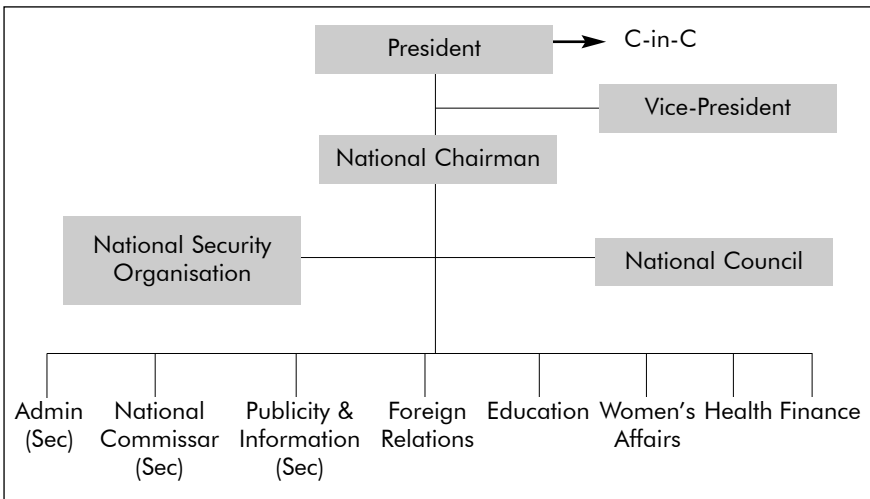 President
C-in-C
Vice-President
National Chairman
National Security
Organisation
National Council
Admin
(Sec)
National
Commissar
(Sec)
Publicity &
Information
(Sec)
Foreign
Relations
Education
Women's
Affairs
Health
Finance